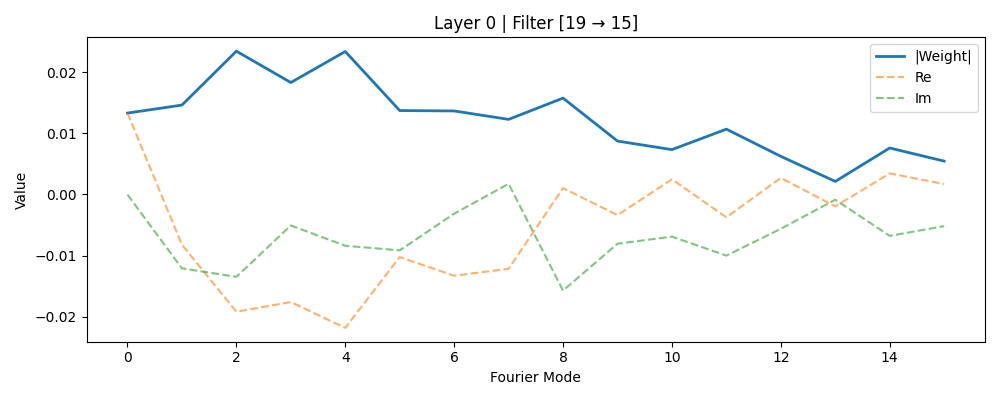 Layer 0 | Filter [19 → 15]
|Weight|
Re
Im
Value
0.02
0.01
0.00
−0.01
−0.02
0 2 4 6 8 10 12 14
Fourier Mode